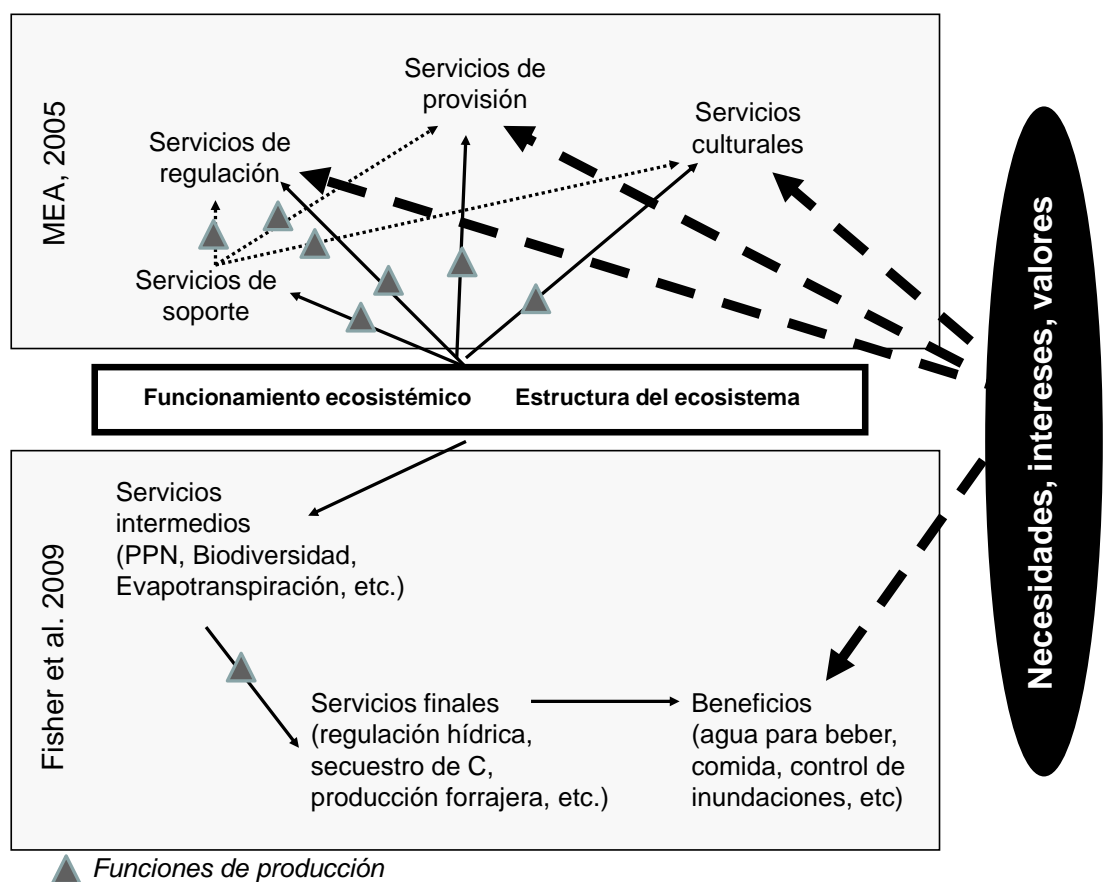 MEA, 2005
Servicios de
provisión
Servicios
culturales
Servicios de
regulación
Servicios de
soporte
Funcionamiento ecosistémico Estructura del ecosistema
Necesidades, intereses, valores
Fisher et al. 2009
Servicios
intermedios
(PPN, Biodiversidad,
Evapotranspiración, etc.)
Servicios finales
(regulación hídrica,
secuestro de C,
producción forrajera, etc.)
Beneficios
(agua para beber,
comida, control de
inundaciones, etc)
Funciones de producción